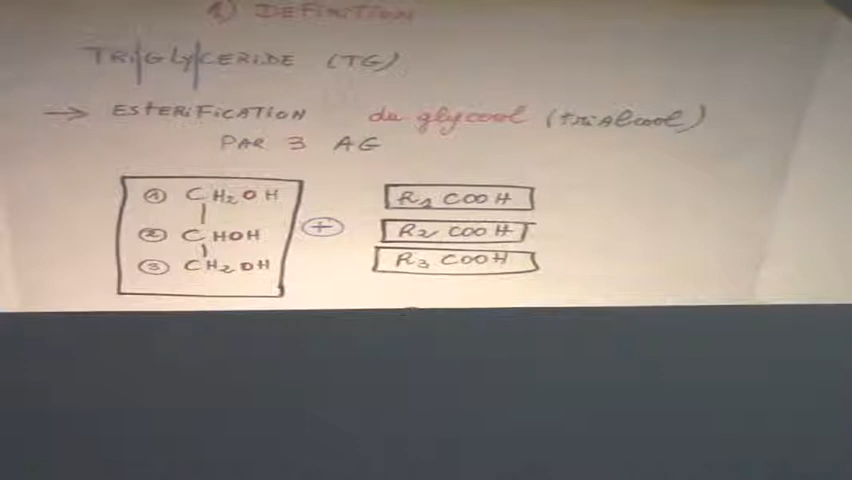 1) DEFINITION
TRI/GLY/CERIDE (TG)
→ ESTERIFICATION du glycool (triAlcool)
PAR 3 AG
① CH₂OH + R₁ COOH
② CHOH R₂ COOH
③ CH₂OH R₃ COOH